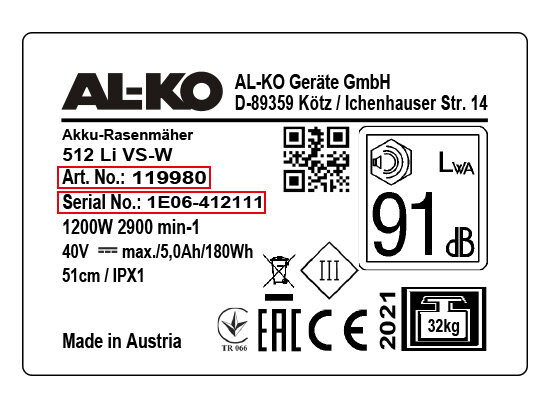 AL-KO
AL-KO Geräte GmbH
D-89359 Kötz / Ichenhauser Str. 14
Akku-Rasenmäher
512 Li VS-W
Art. No.: 119980
Serial No.: 1E06-412111
1200W 2900 min-1
40V ⎓ max./5,0Ah/180Wh
51cm / IPX1
LWA
91 dB
III
Made in Austria
TR 066
EAC
CE
2021
32kg